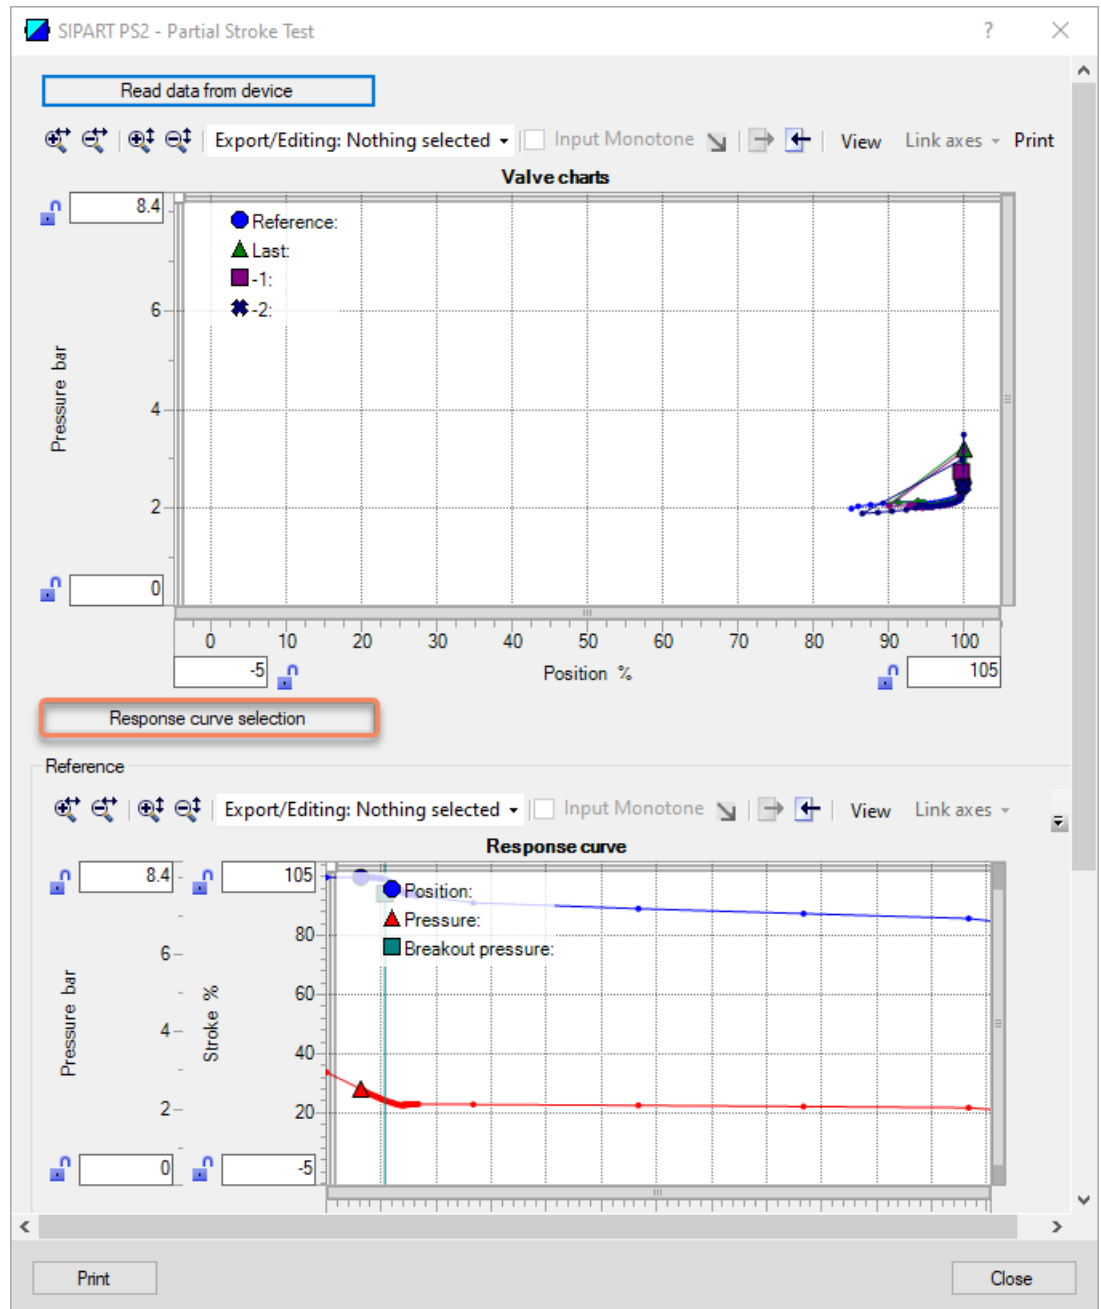 SIPART PS2 - Partial Stroke Test
?
Read data from device
Export/Editing: Nothing selected
Input Monotone
View
Link axes
Print
Valve charts
8.4
6
4
2
0
Pressure bar
Reference:
Last:
-1:
-2:
0 10 20 30 40 50 60 70 80 90 100
-5
Position %
105
Response curve selection
Reference
Export/Editing: Nothing selected
Input Monotone
View
Link axes
Response curve
8.4
6
4
2
0
Pressure bar
105
80
60
40
20
-5
Stroke %
Position:
Pressure:
Breakout pressure:
Print
Close